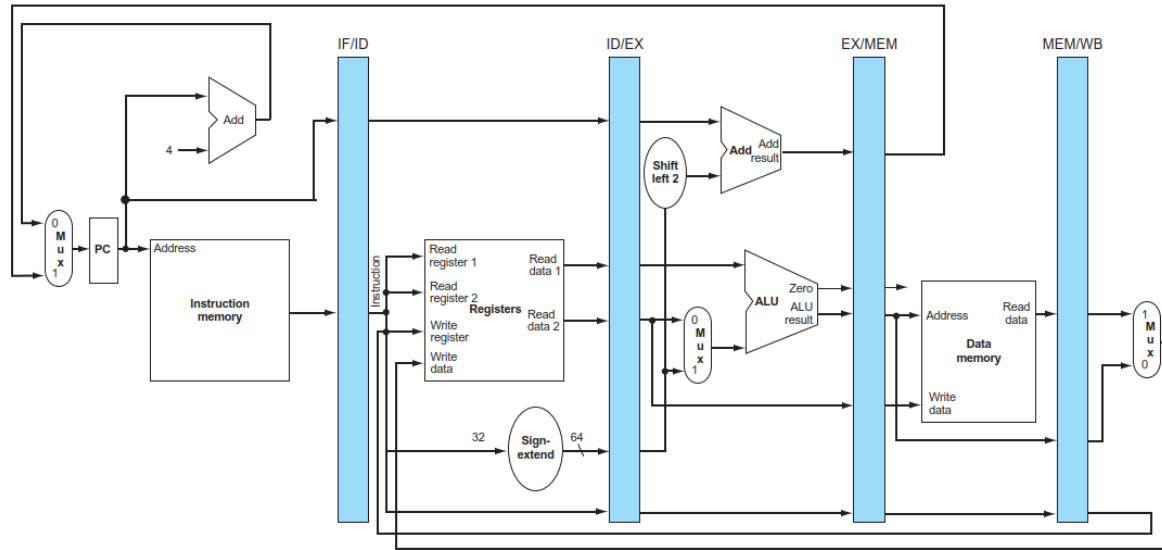 IF/ID
ID/EX
EX/MEM
MEM/WB
Add
4
Shift
left 2
Add
Add
result
0
M
u
x
1
PC
Address
Instruction
memory
Instruction
Read
register 1
Read
register 2
Write
register
Write
data
Registers
Read
data 1
Read
data 2
0
M
u
x
1
ALU
Zero
ALU
result
Address
Write
data
Data
memory
Read
data
1
M
u
x
0
32
Sign-
extend
64